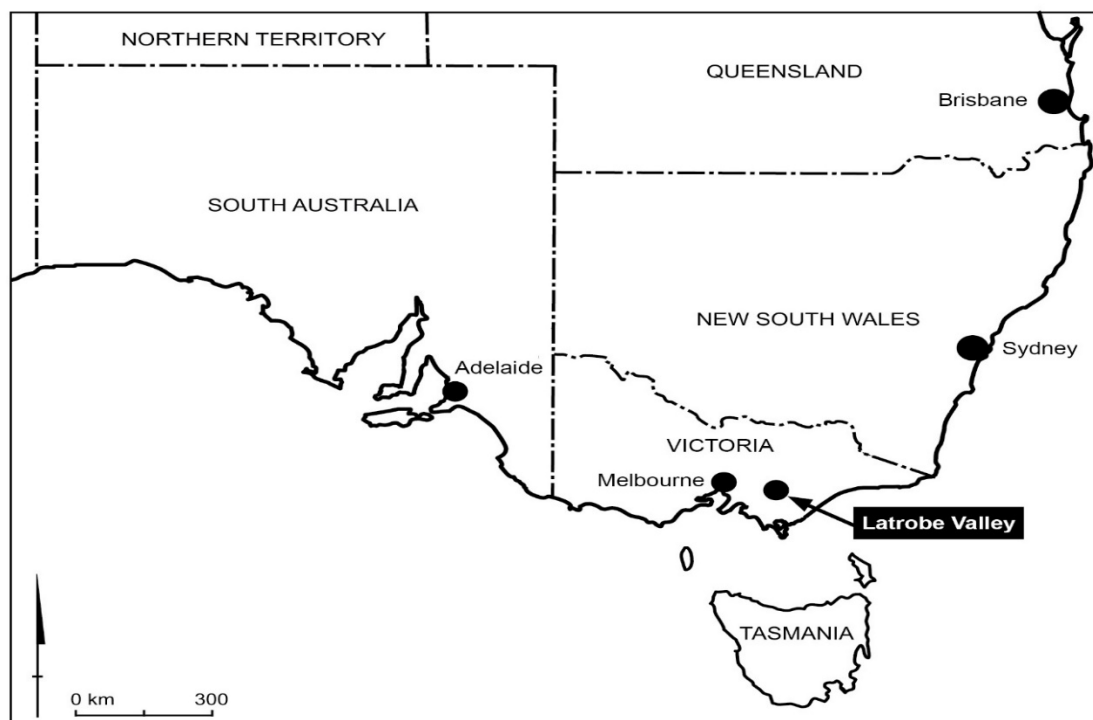 NORTHERN TERRITORY
QUEENSLAND
Brisbane
SOUTH AUSTRALIA
NEW SOUTH WALES
Sydney
Adelaide
VICTORIA
Melbourne
Latrobe Valley
TASMANIA
0 km 300